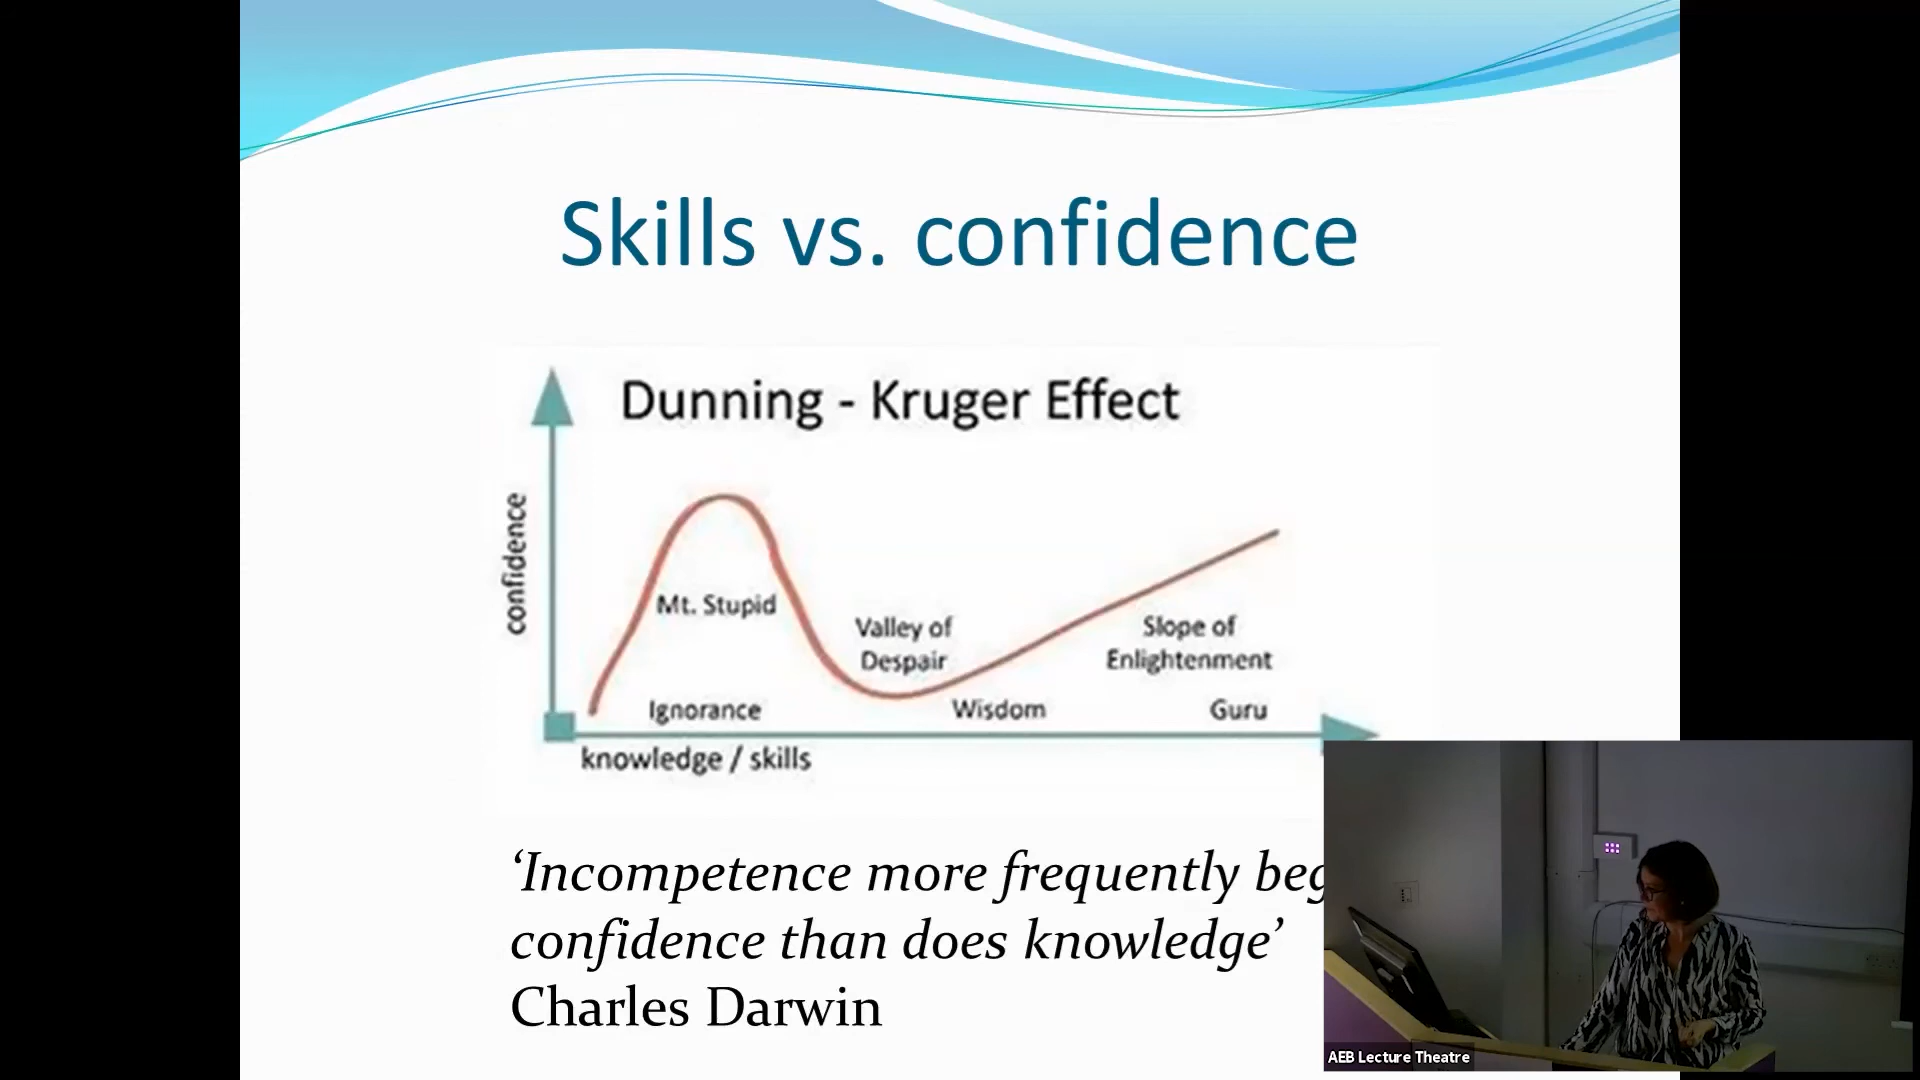 Skills vs. confidence
Dunning - Kruger Effect
confidence
Mt. Stupid
Valley of
Despair
Slope of
Enlightenment
Ignorance
Wisdom
Guru
knowledge / skills
‘Incompetence more frequently
confidence than does knowledge’
Charles Darwin
AEB Lecture Theatre